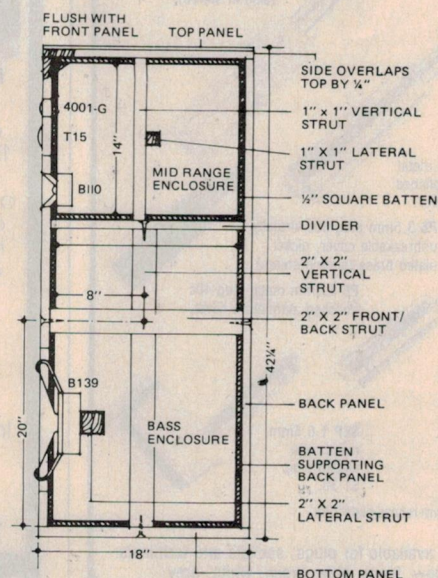 FLUSH WITH
FRONT PANEL
TOP PANEL
SIDE OVERLAPS
TOP BY ¼"
4001-G
1" x 1" VERTICAL
STRUT
T15
14"
1" X 1" LATERAL
STRUT
MID RANGE
ENCLOSURE
B110
½" SQUARE BATTEN
DIVIDER
2" X 2"
VERTICAL
STRUT
8"
2" X 2" FRONT/
BACK STRUT
42¼"
B139
20"
BACK PANEL
BASS
ENCLOSURE
BATTEN
SUPPORTING
BACK PANEL
2" X 2"
LATERAL STRUT
18"
BOTTOM PANEL